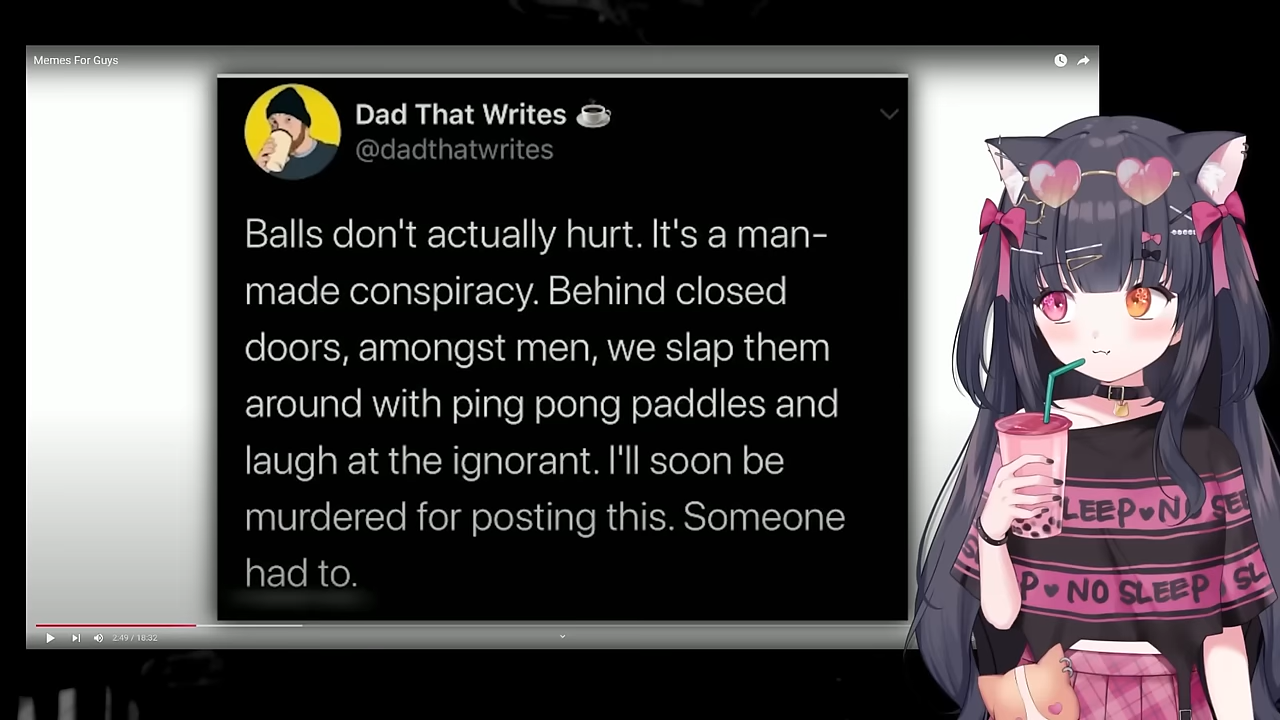 Memes For Guys
Dad That Writes ☕
@dadthatwrites
Balls don't actually hurt. It's a man-
made conspiracy. Behind closed
doors, amongst men, we slap them
around with ping pong paddles and
laugh at the ignorant. I'll soon be
murdered for posting this. Someone
had to.
2:49 / 18:32
LEEP♥NO SLEE
P♥NO SLEEP SL